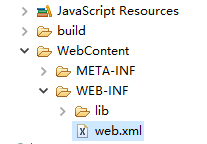 JavaScript Resources
build
WebContent
META-INF
WEB-INF
lib
web.xml